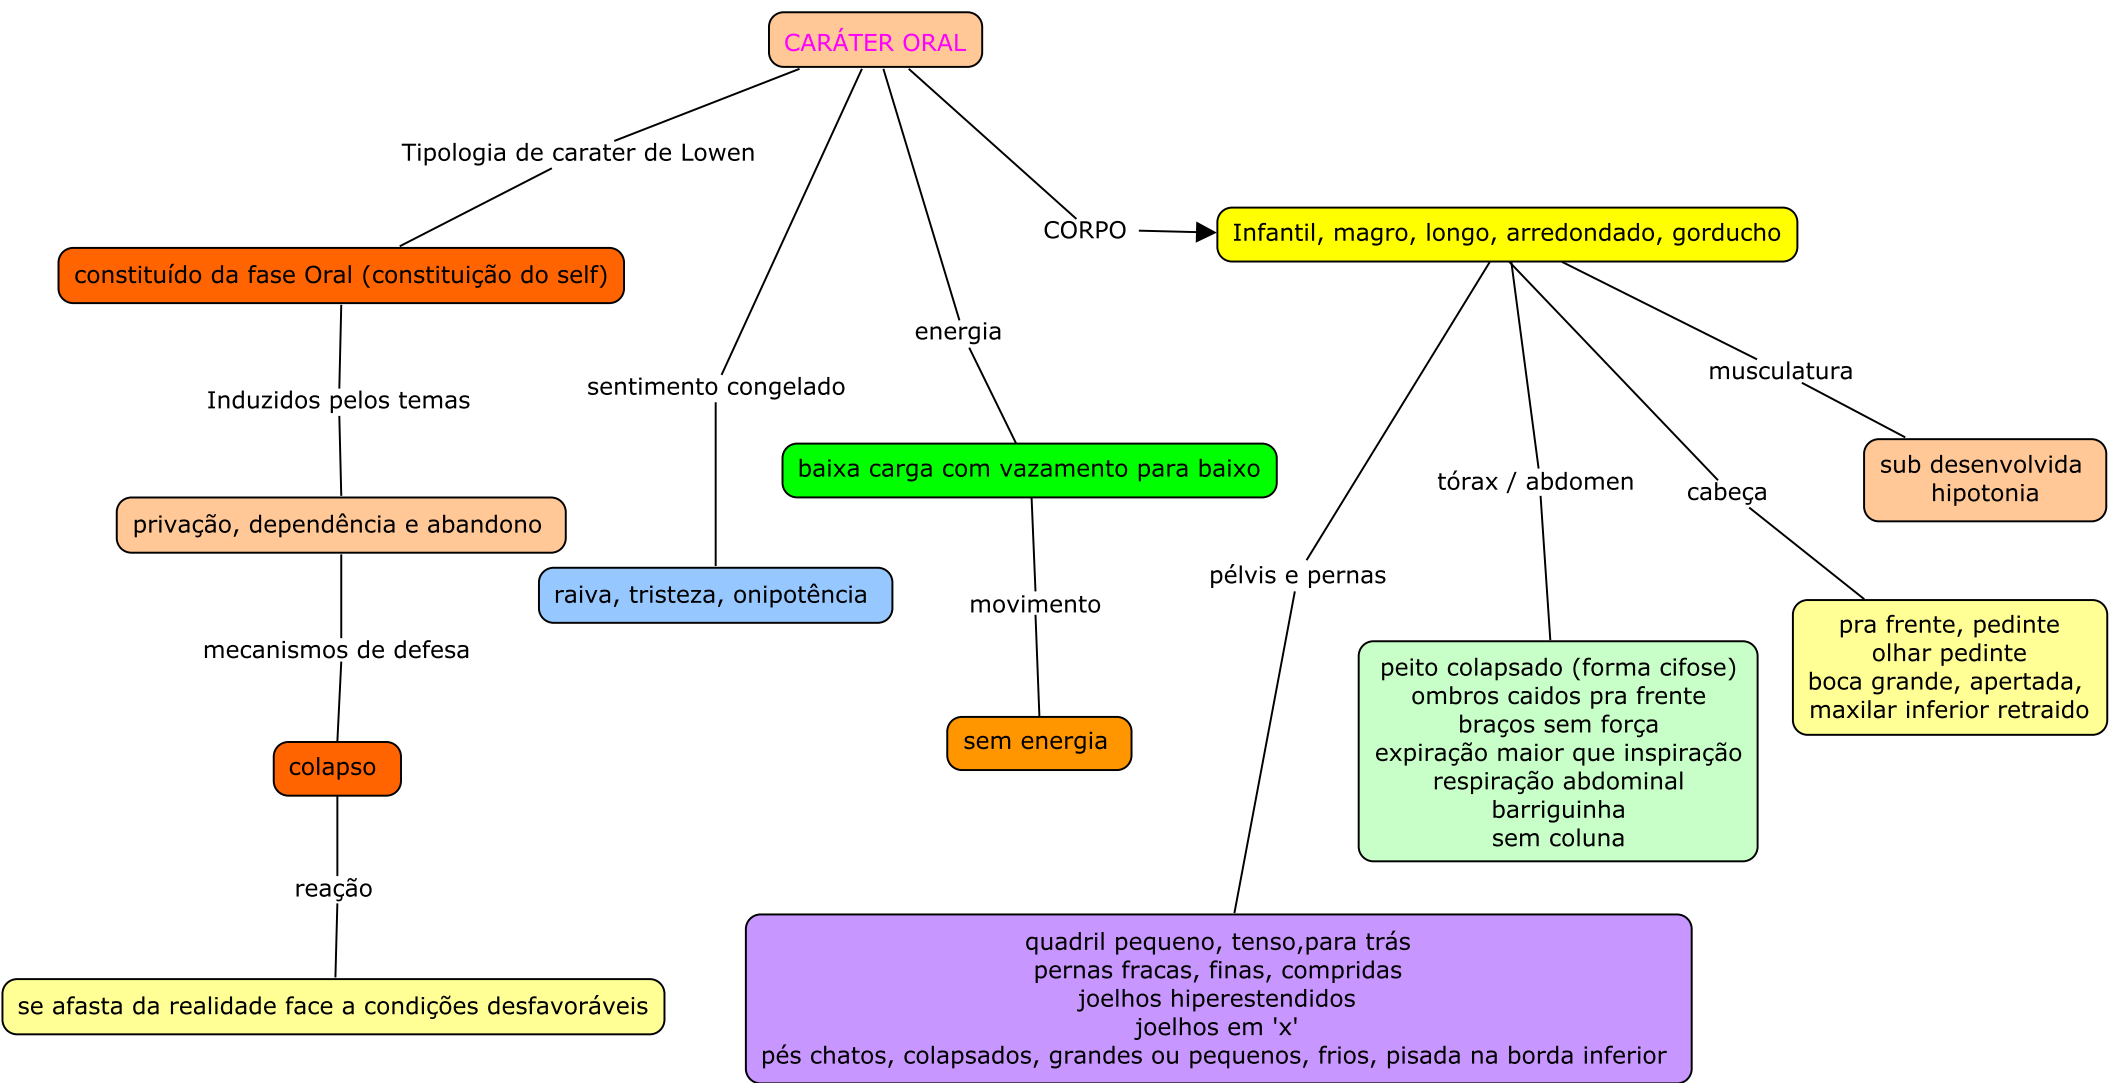 CARÁTER ORAL
Tipologia de carater de Lowen
CORPO
Infantil, magro, longo, arredondado, gorducho
constituído da fase Oral (constituição do self)
energia
musculatura
sentimento congelado
Induzidos pelos temas
baixa carga com vazamento para baixo
sub desenvolvida
hipotonia
tórax / abdomen
cabeça
privação, dependência e abandono
pélvis e pernas
raiva, tristeza, onipotência
movimento
pra frente, pedinte
olhar pedinte
boca grande, apertada,
maxilar inferior retraido
mecanismos de defesa
peito colapsado (forma cifose)
ombros caidos pra frente
braços sem força
expiração maior que inspiração
respiração abdominal
barriguinha
sem coluna
sem energia
colapso
reação
quadril pequeno, tenso,para trás
pernas fracas, finas, compridas
joelhos hiperestendidos
joelhos em 'x'
pés chatos, colapsados, grandes ou pequenos, frios, pisada na borda inferior
se afasta da realidade face a condições desfavoráveis